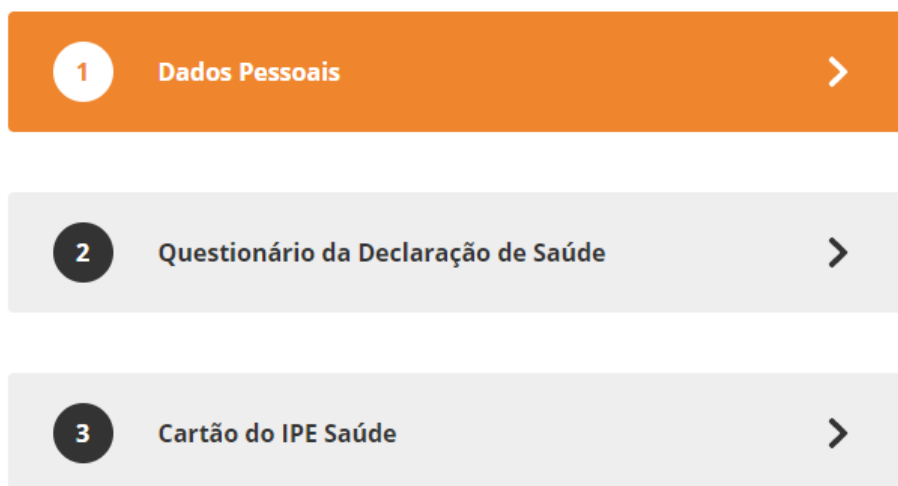 1 Dados Pessoais
2 Questionário da Declaração de Saúde
3 Cartão do IPE Saúde